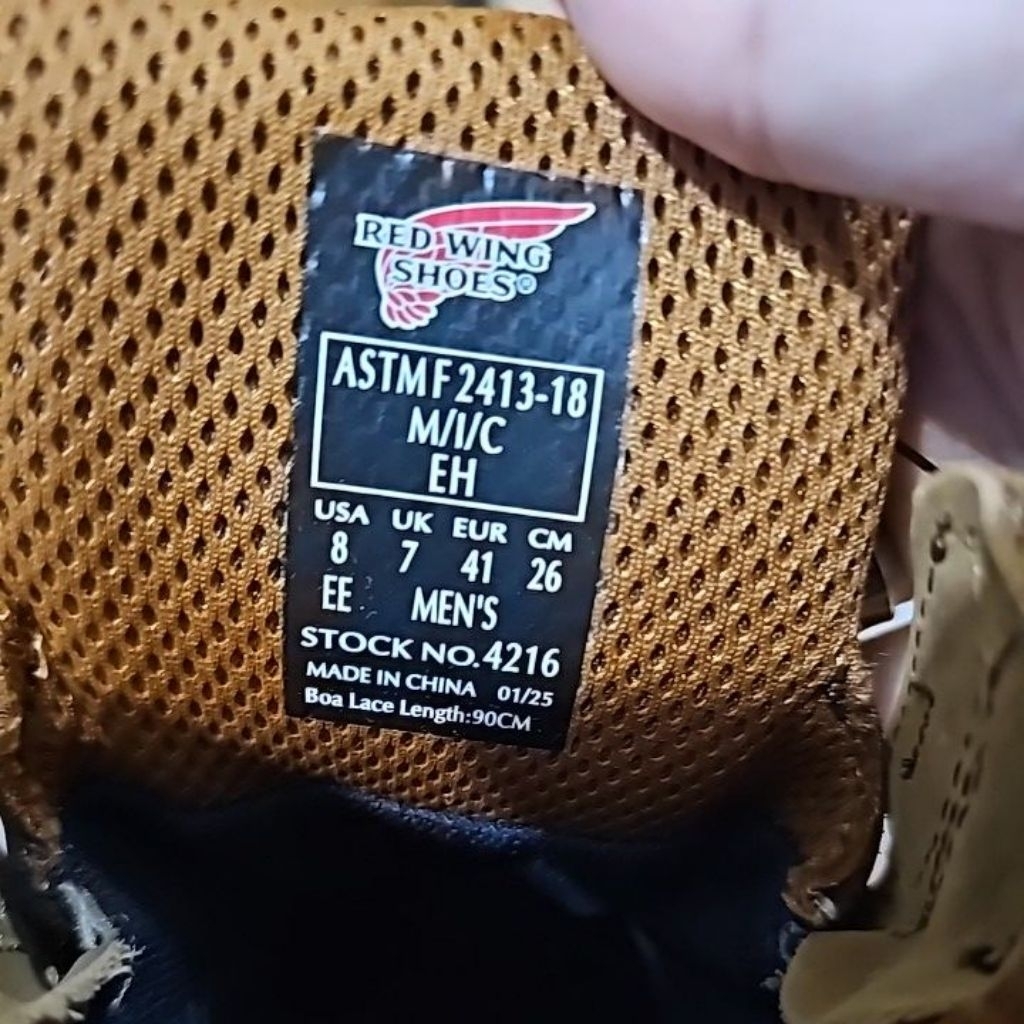 RED WING
SHOES®
ASTM F 2413-18
M/I/C
EH
USA UK EUR CM
8 7 41 26
EE MEN'S
STOCK NO. 4216
MADE IN CHINA 01/25
Boa Lace Length:90CM